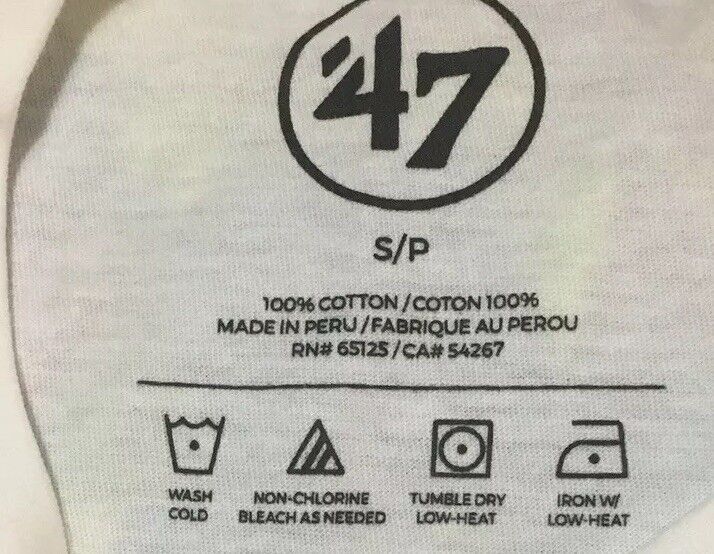 '47
S/P
100% COTTON / COTON 100%
MADE IN PERU / FABRIQUE AU PEROU
RN# 65125 / CA# 54267
WASH COLD
NON-CHLORINE BLEACH AS NEEDED
TUMBLE DRY LOW-HEAT
IRON W/ LOW-HEAT